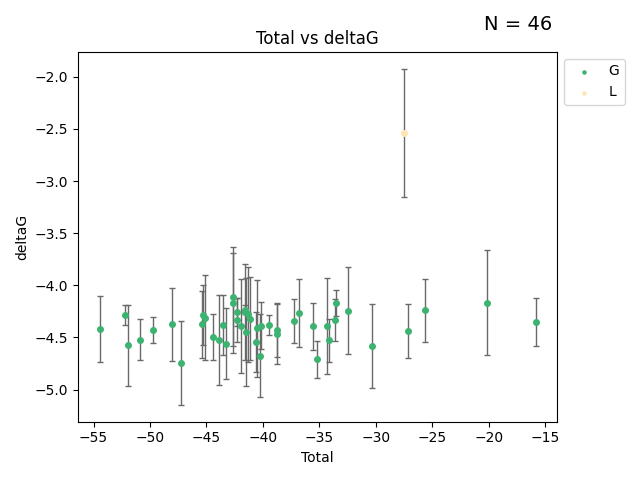 N = 46
Total vs deltaG
G
L
−2.0
−2.5
−3.0
−3.5
−4.0
−4.5
−5.0
deltaG
−55 −50 −45 −40 −35 −30 −25 −20 −15
Total